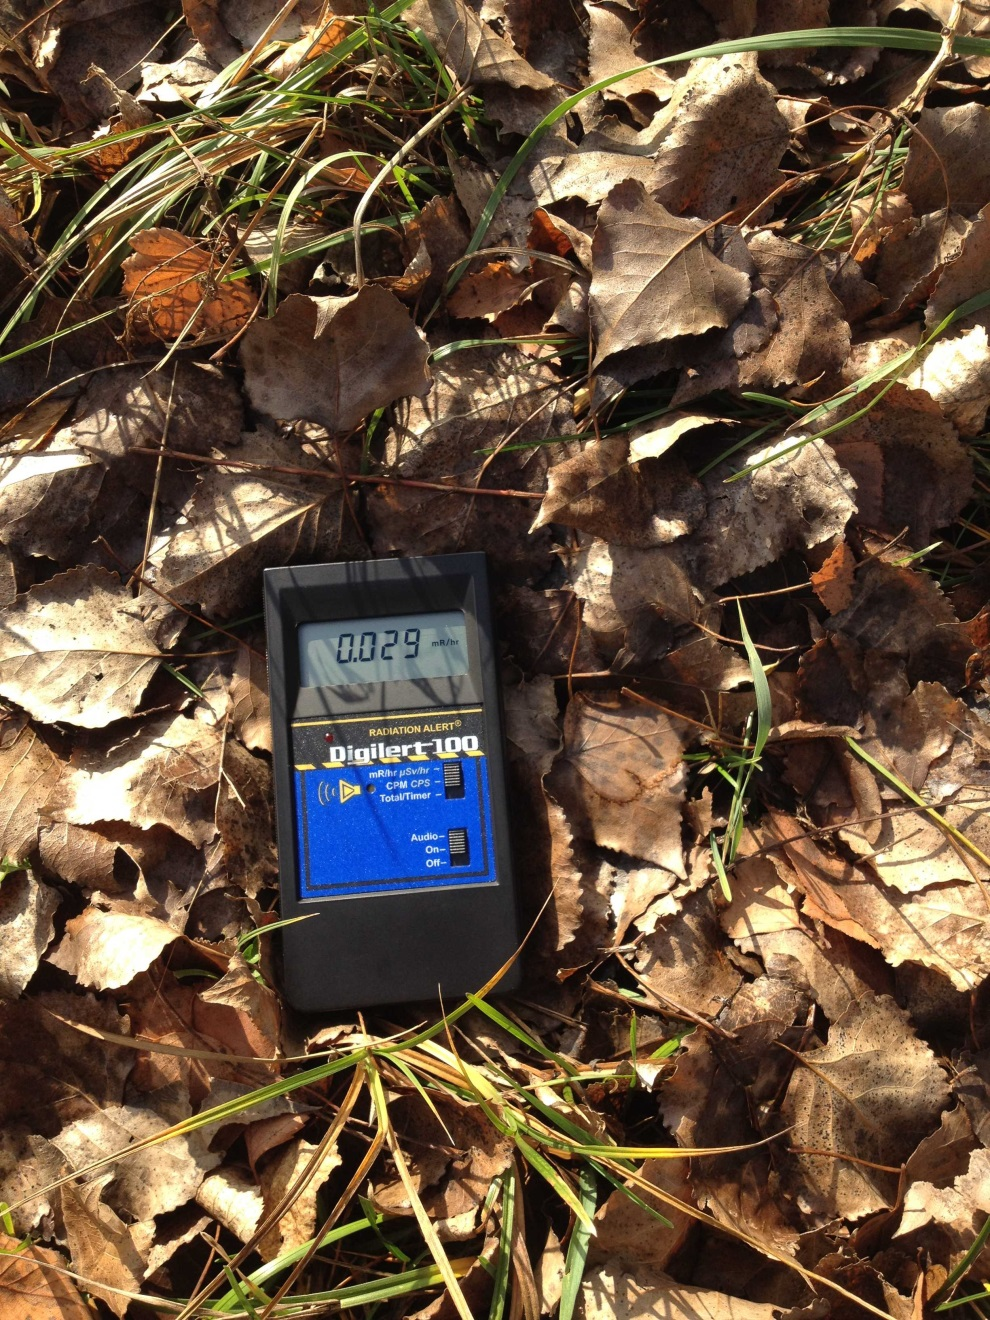 0.029 mR/hr
RADIATION ALERT®
Digilert 100
mR/hr µSv/hr
CPM CPS
Total/Timer
Audio
On
Off